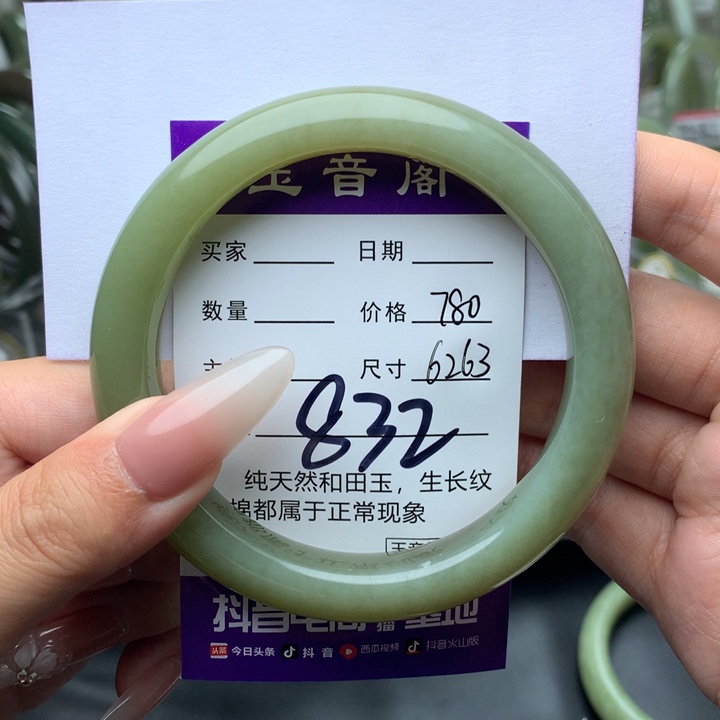 玉音阁
买家 日期
数量 价格 780
主 尺寸 6263
832
纯天然和田玉，生长纹
棉都属于正常现象
抖音电商直播基地
头条 今日头条 抖音 西瓜视频 抖音火山版